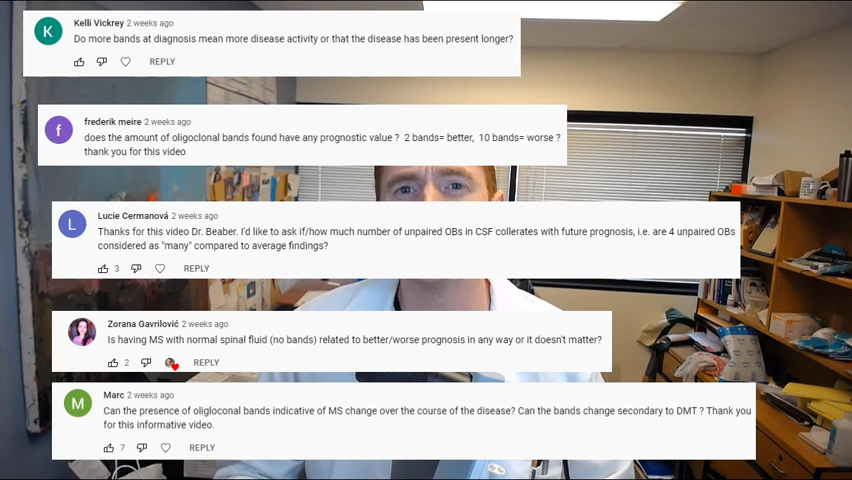 K
Kelli Vickrey 2 weeks ago
Do more bands at diagnosis mean more disease activity or that the disease has been present longer?
REPLY
f
frederik meire 2 weeks ago
does the amount of oligoclonal bands found have any prognostic value ? 2 bands= better, 10 bands= worse ?
thank you for this video
L
Lucie Cermanová 2 weeks ago
Thanks for this video Dr. Beaber. I'd like to ask if/how much number of unpaired OBs in CSF collerates with future prognosis, i.e. are 4 unpaired OBs
considered as "many" compared to average findings?
3 REPLY
Zorana Gavrilović 2 weeks ago
Is having MS with normal spinal fluid (no bands) related to better/worse prognosis in any way or it doesn't matter?
2 REPLY
M
Marc 2 weeks ago
Can the presence of oligloconal bands indicative of MS change over the course of the disease? Can the bands change secondary to DMT ? Thank you
for this informative video.
7 REPLY